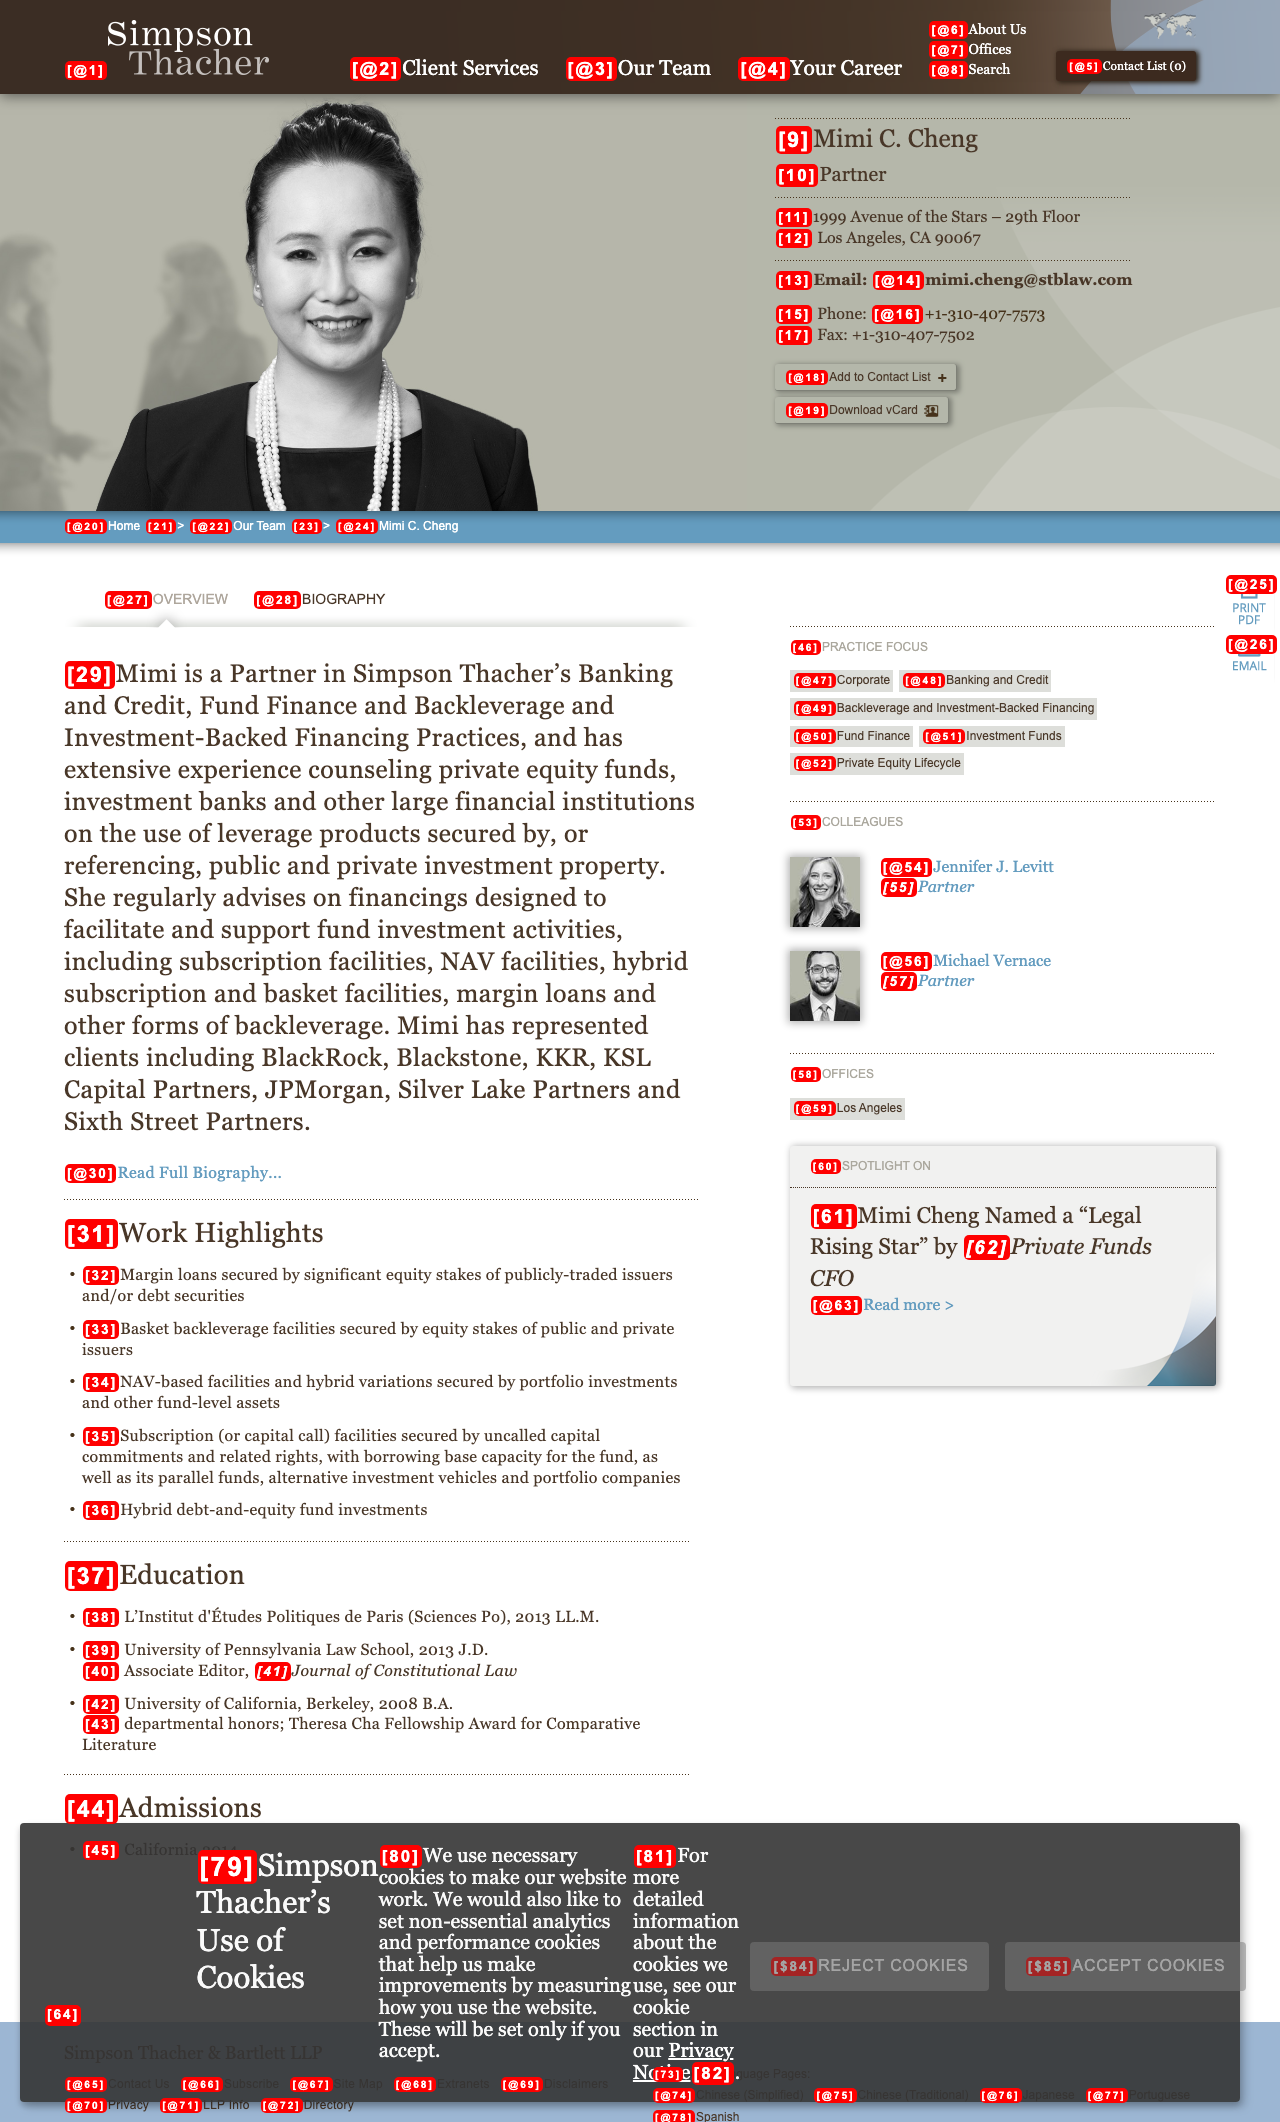 Simpson
Thacher
[@1]
[@2]Client Services
[@3]Our Team
[@4]Your Career
[@6]About Us
[@7]Offices
[@8]Search
[@5]Contact List (0)
[9]Mimi C. Cheng
[10]Partner
[11]1999 Avenue of the Stars – 29th Floor
[12] Los Angeles, CA 90067
[13]Email: [@14]mimi.cheng@stblaw.com
[15] Phone: [@16]+1-310-407-7573
[17] Fax: +1-310-407-7502
[@18]Add to Contact List +
[@19]Download vCard
[@20]Home [21]> [@22]Our Team [23]> [@24]Mimi C. Cheng
[@25]
PRINT
PDF
[@26]
EMAIL
[@27]OVERVIEW [@28]BIOGRAPHY
[29]Mimi is a Partner in Simpson Thacher’s Banking
and Credit, Fund Finance and Backleverage and
Investment-Backed Financing Practices, and has
extensive experience counseling private equity funds,
investment banks and other large financial institutions
on the use of leverage products secured by, or
referencing, public and private investment property.
She regularly advises on financings designed to
facilitate and support fund investment activities,
including subscription facilities, NAV facilities, hybrid
subscription and basket facilities, margin loans and
other forms of backleverage. Mimi has represented
clients including BlackRock, Blackstone, KKR, KSL
Capital Partners, JPMorgan, Silver Lake Partners and
Sixth Street Partners.
[@30]Read Full Biography...
[31]Work Highlights
• [32]Margin loans secured by significant equity stakes of publicly-traded issuers
and/or debt securities
• [33]Basket backleverage facilities secured by equity stakes of public and private
issuers
• [34]NAV-based facilities and hybrid variations secured by portfolio investments
and other fund-level assets
• [35]Subscription (or capital call) facilities secured by uncalled capital
commitments and related rights, with borrowing base capacity for the fund, as
well as its parallel funds, alternative investment vehicles and portfolio companies
• [36]Hybrid debt-and-equity fund investments
[37]Education
• [38] L’Institut d'Études Politiques de Paris (Sciences Po), 2013 LL.M.
• [39] University of Pennsylvania Law School, 2013 J.D.
[40] Associate Editor, [41]Journal of Constitutional Law
• [42] University of California, Berkeley, 2008 B.A.
[43] departmental honors; Theresa Cha Fellowship Award for Comparative
Literature
[44]Admissions
• [45] California 2014
[46]PRACTICE FOCUS
[@47]Corporate [@48]Banking and Credit
[@49]Backleverage and Investment-Backed Financing
[@50]Fund Finance [@51]Investment Funds
[@52]Private Equity Lifecycle
[53]COLLEAGUES
[@54]Jennifer J. Levitt
[55]Partner
[@56]Michael Vernace
[57]Partner
[58]OFFICES
[@59]Los Angeles
[60]SPOTLIGHT ON
[61]Mimi Cheng Named a “Legal
Rising Star” by [62]Private Funds
CFO
[@63]Read more >
[79]Simpson
Thacher’s
Use of
Cookies
[80]We use necessary
cookies to make our website
work. We would also like to
set non-essential analytics
and performance cookies
that help us make
improvements by measuring
how you use the website.
These will be set only if you
accept.
[81]For
more
detailed
information
about the
cookies we
use, see our
cookie
section in
our Privacy
Notice[82].
[$84]REJECT COOKIES
[$85]ACCEPT COOKIES
[64]
Simpson Thacher & Bartlett LLP
[@65]Contact Us [@66]Subscribe [@67]Site Map [@68]Extranets [@69]Disclaimers
[@70]Privacy [@71]LLP Info [@72]Directory
[73] Pages:
[@74]Chinese (Simplified) [@75]Chinese (Traditional) [@76]Japanese [@77]Portuguese
[@78]Spanish